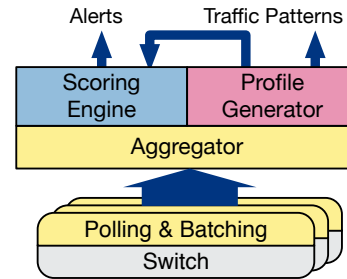 Alerts Traffic Patterns
Scoring Engine
Profile Generator
Aggregator
Polling & Batching
Switch